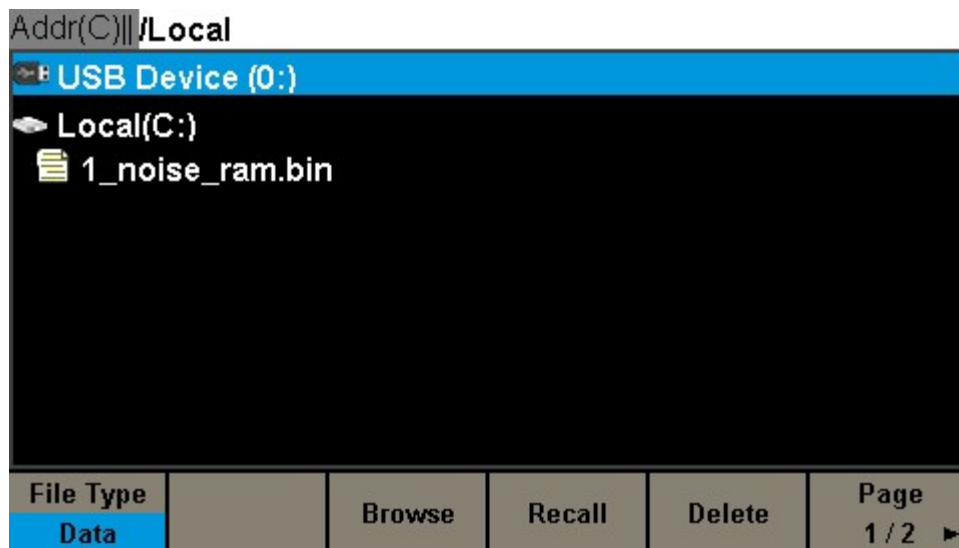 Addr(C)|| /Local
USB Device (0:)
Local(C:)
1_noise_ram.bin
File Type
Data
Browse
Recall
Delete
Page
1 / 2